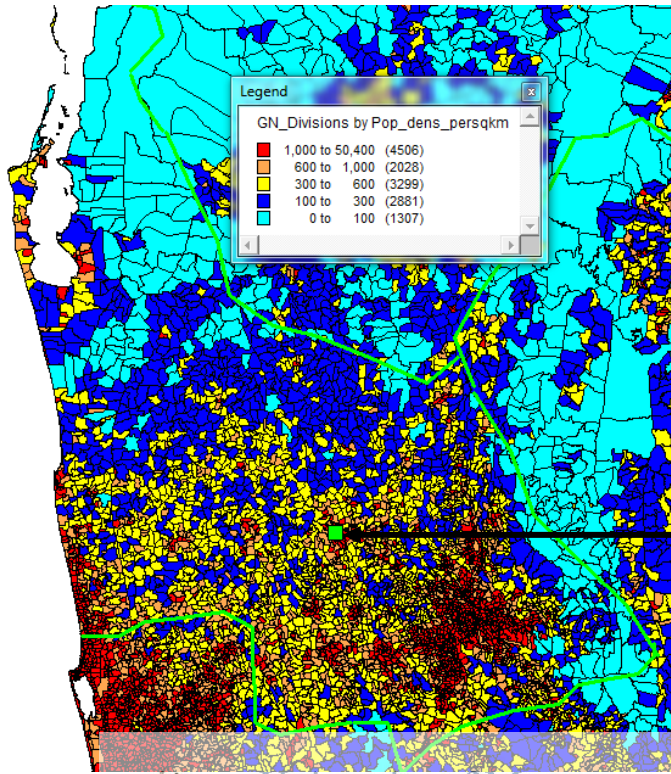 Legend
GN_Divisions by Pop_dens_persqkm
1,000 to 50,400 (4506)
600 to 1,000 (2028)
300 to 600 (3299)
100 to 300 (2881)
0 to 100 (1307)